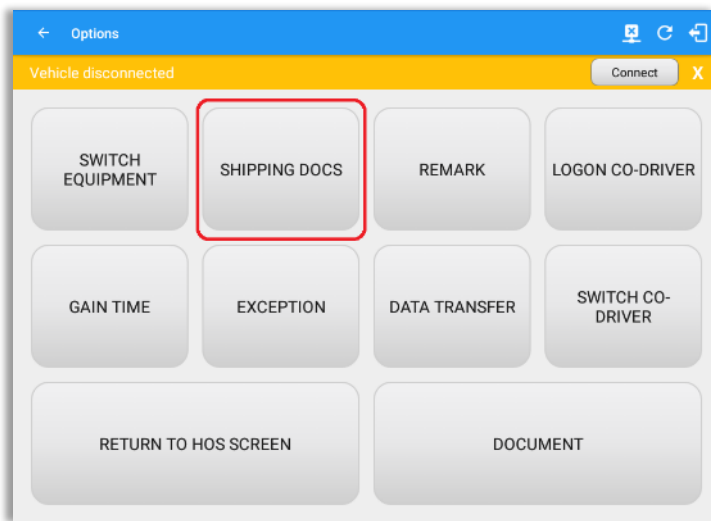 Options
Vehicle disconnected
Connect
X
SWITCH
EQUIPMENT
SHIPPING DOCS
REMARK
LOGON CO-DRIVER
GAIN TIME
EXCEPTION
DATA TRANSFER
SWITCH CO-
DRIVER
RETURN TO HOS SCREEN
DOCUMENT